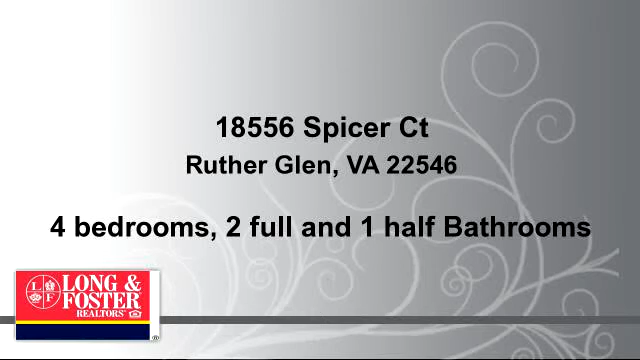 18556 Spicer Ct
Ruther Glen, VA 22546
4 bedrooms, 2 full and 1 half Bathrooms
L F
LONG &
FOSTER
REALTORS
®